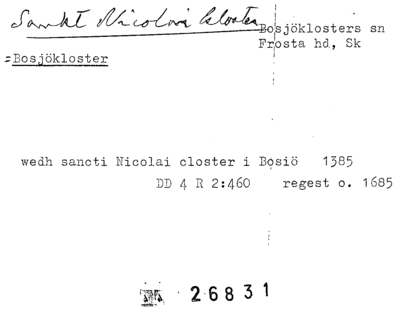 Sankt Nicolai kloster
Bosjöklosters sn
Frosta hd, Sk
=Bosjökloster
wedh sancti Nicolai closter i Bosiö 1385
DD 4 R 2:460 regest o. 1685
26831